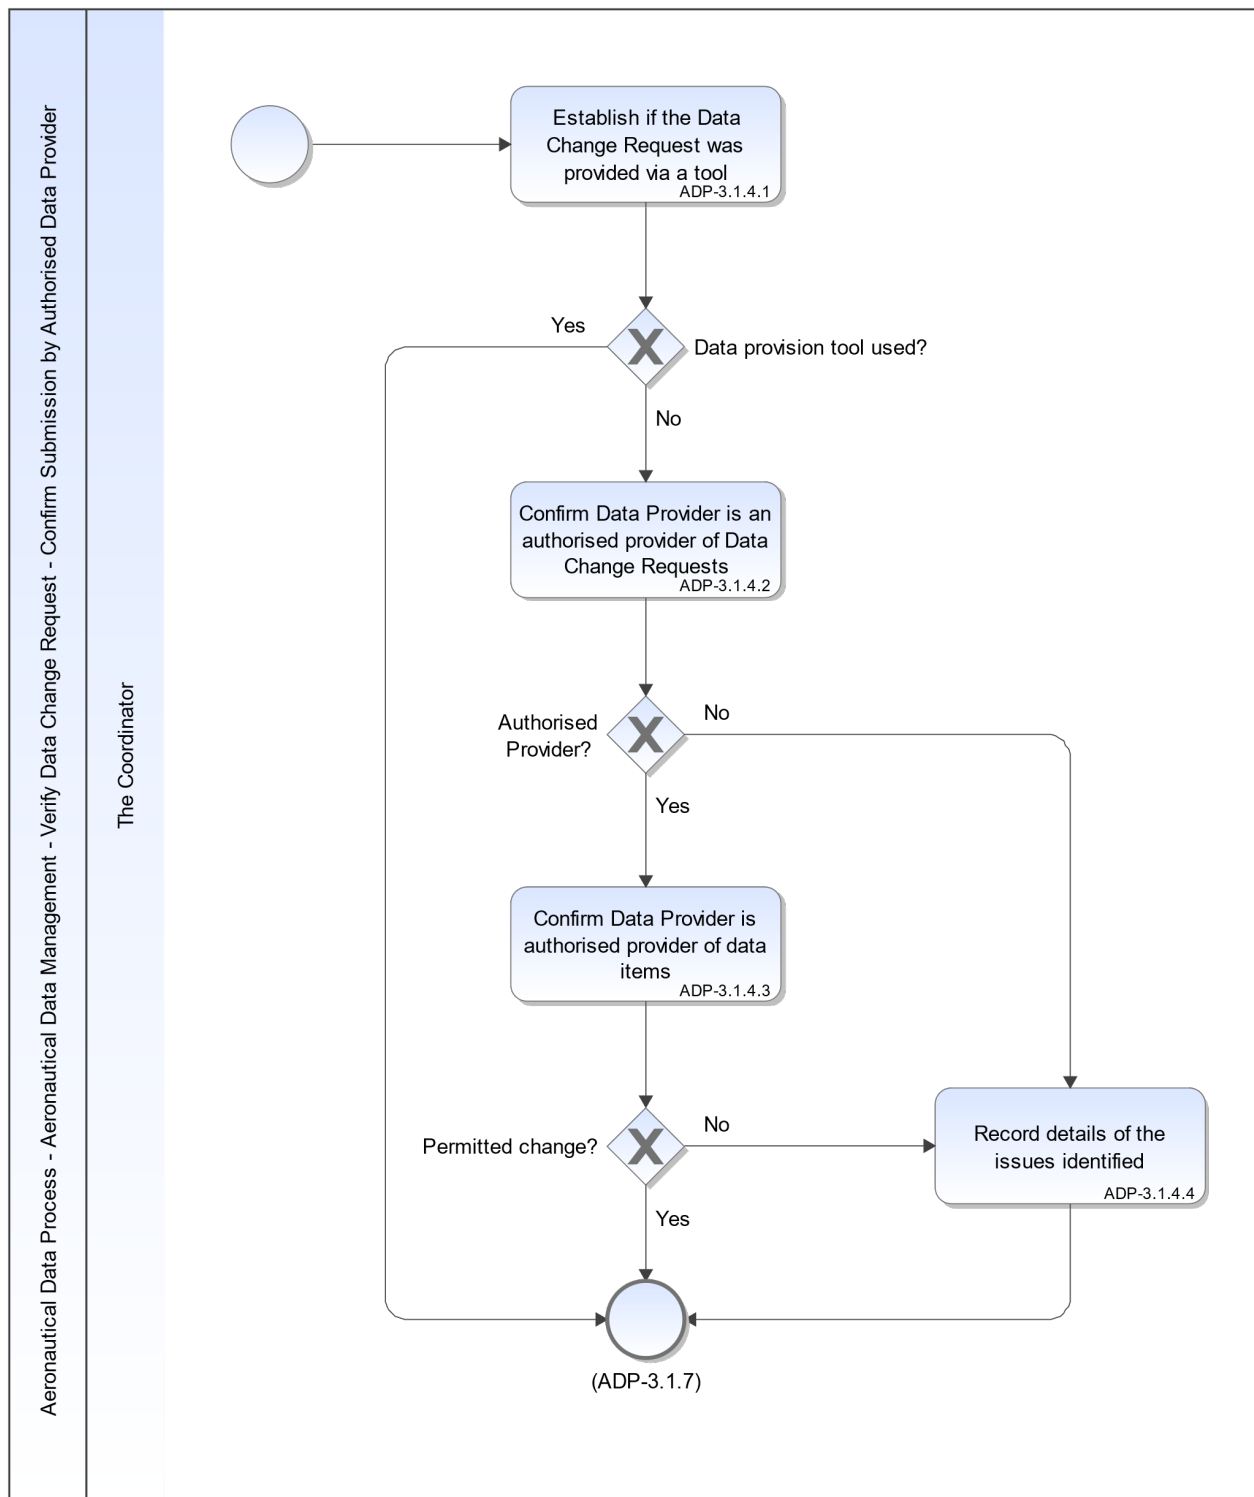 Aeronautical Data Process - Aeronautical Data Management - Verify Data Change Request - Confirm Submission by Authorised Data Provider
The Coordinator
Establish if the Data
Change Request was
provided via a tool
ADP-3.1.4.1
Yes
Data provision tool used?
No
Confirm Data Provider is an
authorised provider of Data
Change Requests
ADP-3.1.4.2
Authorised
Provider?
No
Yes
Confirm Data Provider is
authorised provider of data
items
ADP-3.1.4.3
Permitted change?
No
Record details of the
issues identified
ADP-3.1.4.4
Yes
(ADP-3.1.7)